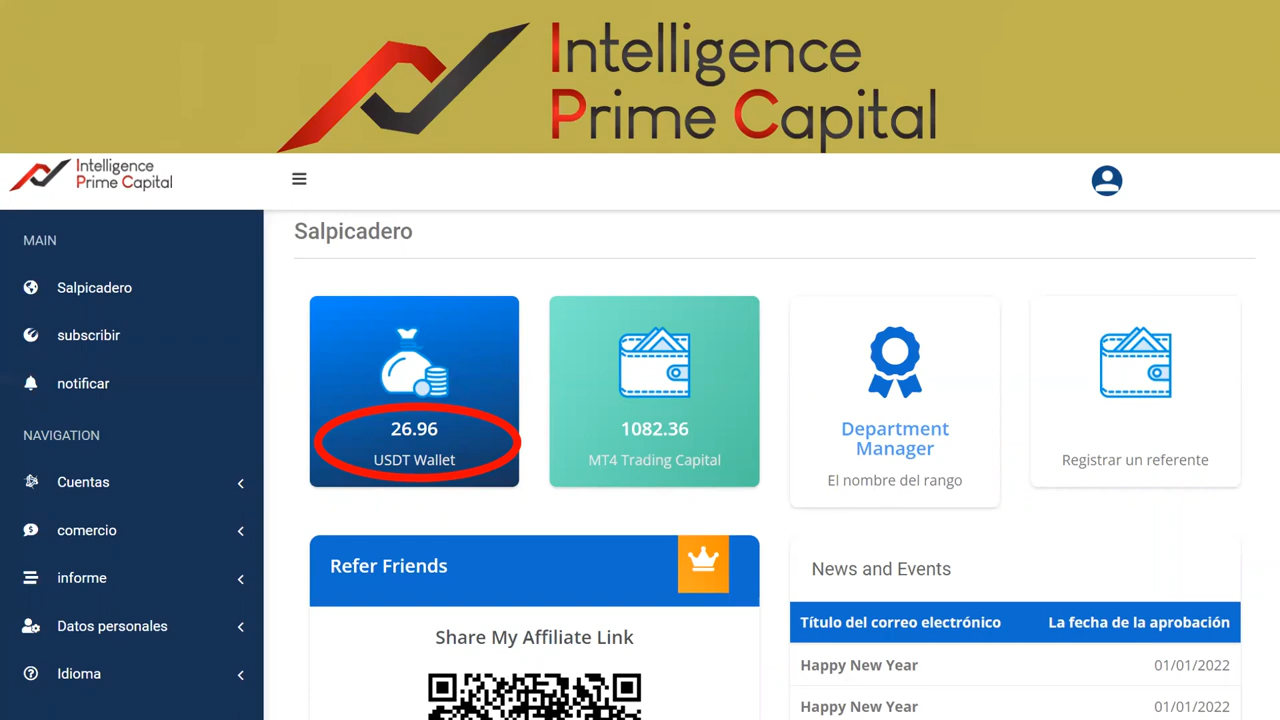 Intelligence
Prime Capital
Intelligence
Prime Capital
Salpicadero
MAIN
Salpicadero
subscribir
notificar
NAVIGATION
Cuentas
comercio
informe
Datos personales
Idioma
26.96
USDT Wallet
1082.36
MT4 Trading Capital
Department
Manager
El nombre del rango
Registrar un referente
Refer Friends
Share My Affiliate Link
News and Events
Título del correo electrónico La fecha de la aprobación
Happy New Year 01/01/2022
Happy New Year 01/01/2022